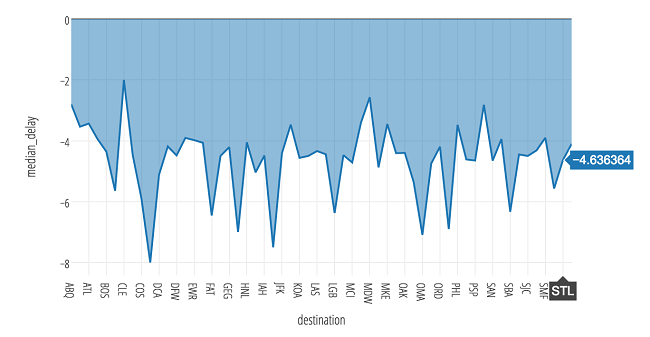 0
−2
−4
−6
−8
median_delay
−4.636364
ABQ ATL BOS CLE COS DCA DFW EWR FAT GEG HNL IAH JFK KOA LAS LGB MCI MDW MKE OAK OMA ORD PHL PSP SAN SBA SJC SMF STL
destination